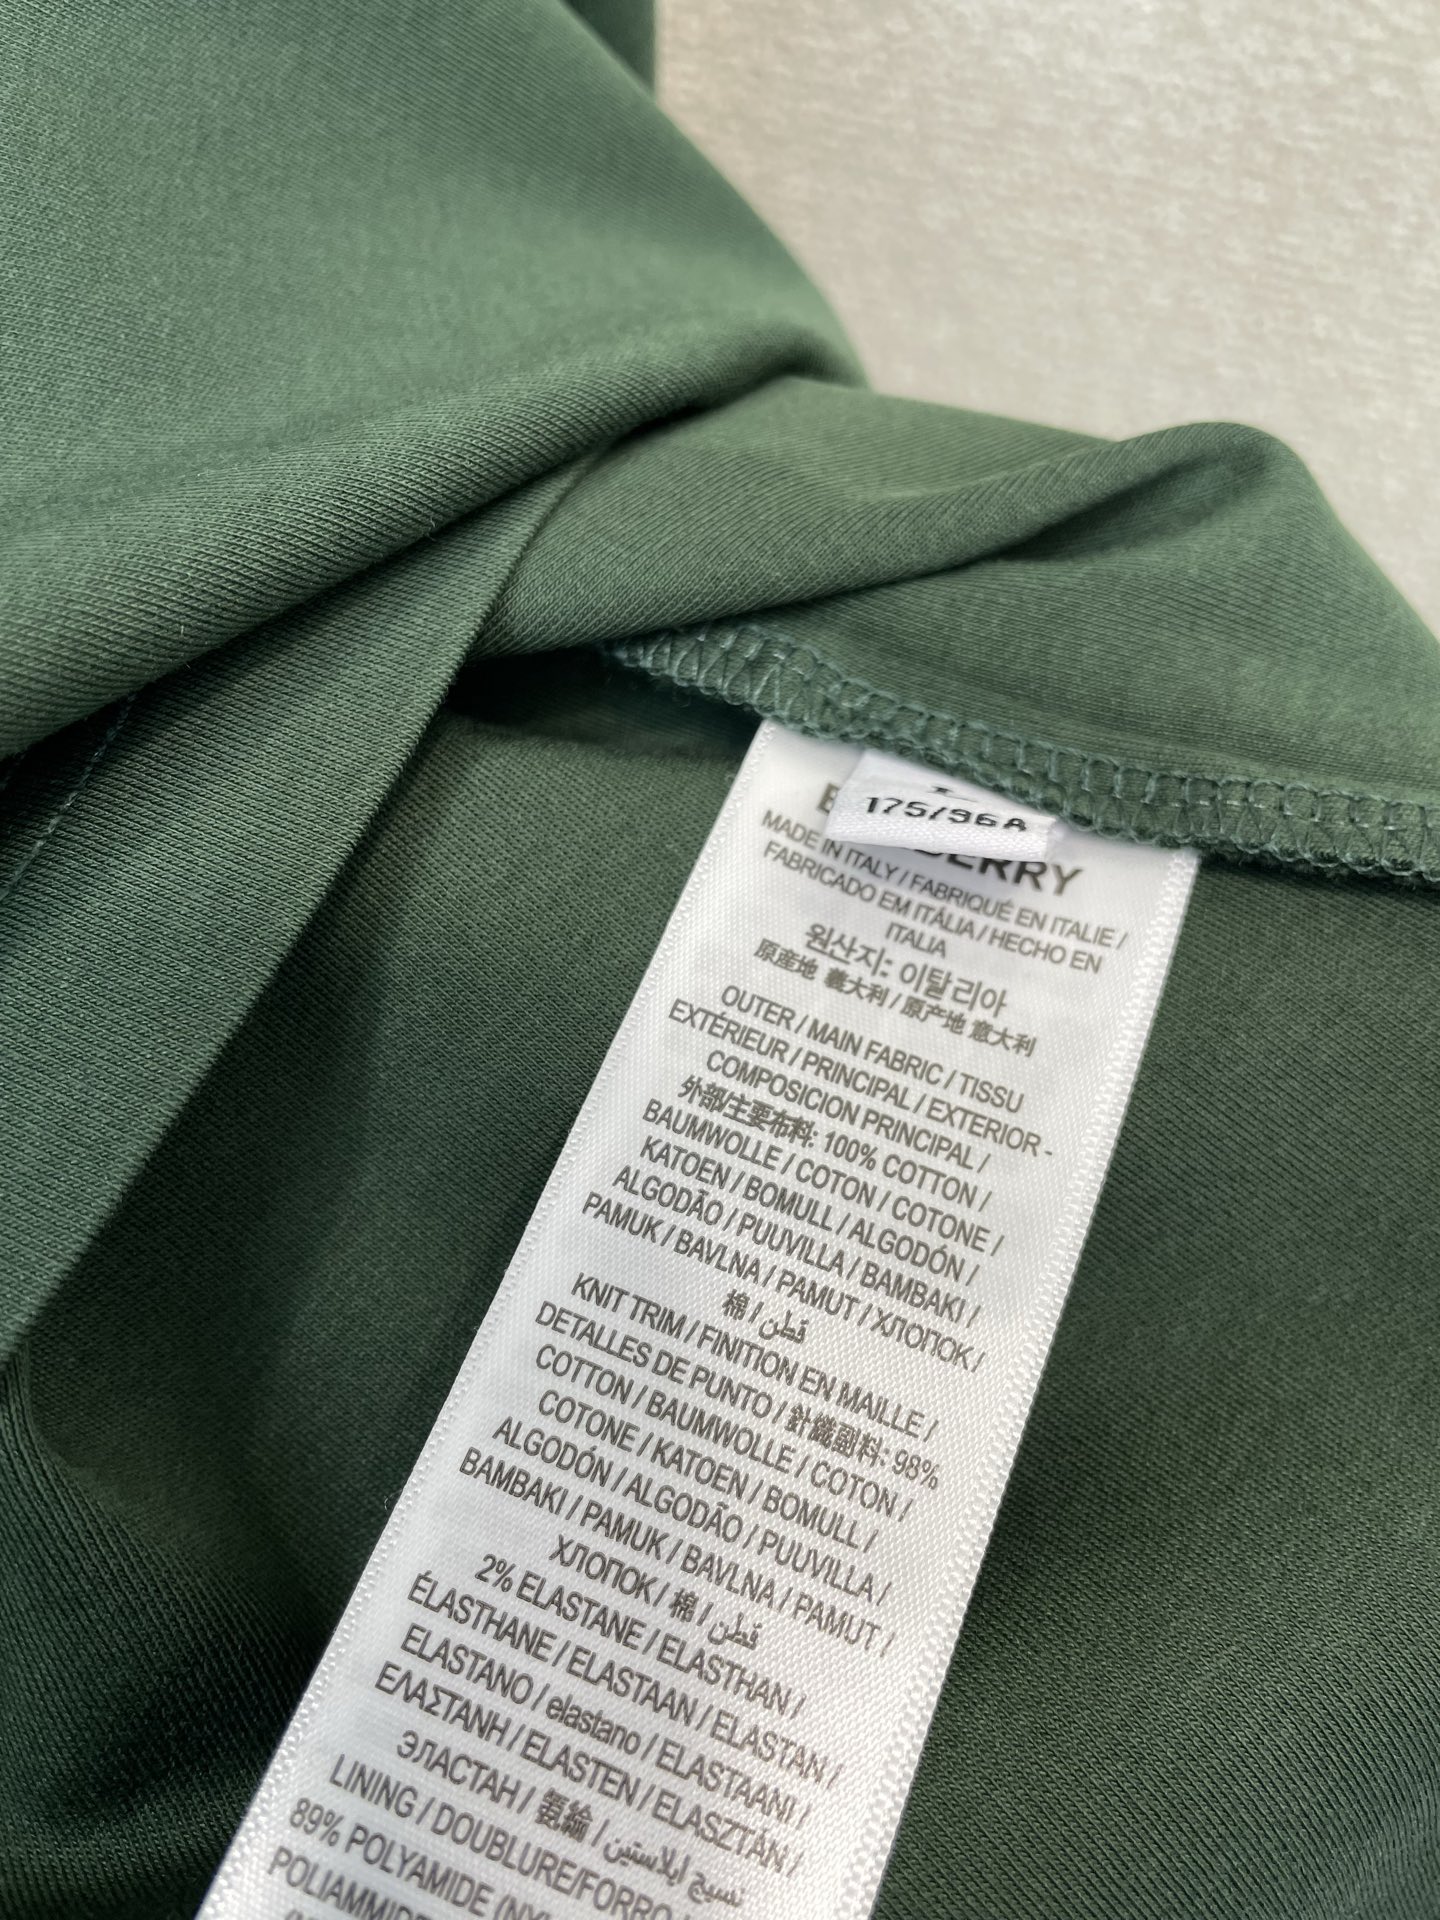 175/96A
MADE IN ITALY / FABRIQUÉ EN ITALIE /
FABRICADO EM ITÁLIA / HECHO EN
ITALIA
원산지: 이탈리아
原產地 義大利 / 原产地 意大利
OUTER / MAIN FABRIC / TISSU
EXTÉRIEUR / PRINCIPAL / EXTERIOR -
COMPOSICION PRINCIPAL /
外部/主要布料: 100% COTTON /
BAUMWOLLE / COTON / COTONE /
KATOEN / BOMULL / ALGODÓN /
ALGODÃO / PUUVILLA / BAMBAKI /
PAMUK / BAVLNA / PAMUT / ХЛОПОК /
棉 / قطن
KNIT TRIM / FINITION EN MAILLE /
DETALLES DE PUNTO / 針織副料: 98%
COTTON / BAUMWOLLE / COTON /
COTONE / KATOEN / BOMULL /
ALGODÓN / ALGODÃO / PUUVILLA /
BAMBAKI / PAMUK / BAVLNA / PAMUT /
ХЛОПОК / 棉 / قطن
2% ELASTANE / ELASTHAN /
ÉLASTHANE / ELASTAAN / ELASTAN /
ELASTANO / elastano / ELASTAANI /
ΕΛΑΣΤΑΝΗ / ELASTEN / ELASZTÁN /
ЭЛАСТАН / 氨綸 / نسيج إيلاستين
LINING / DOUBLURE/FORRO
89% POLYAMIDE